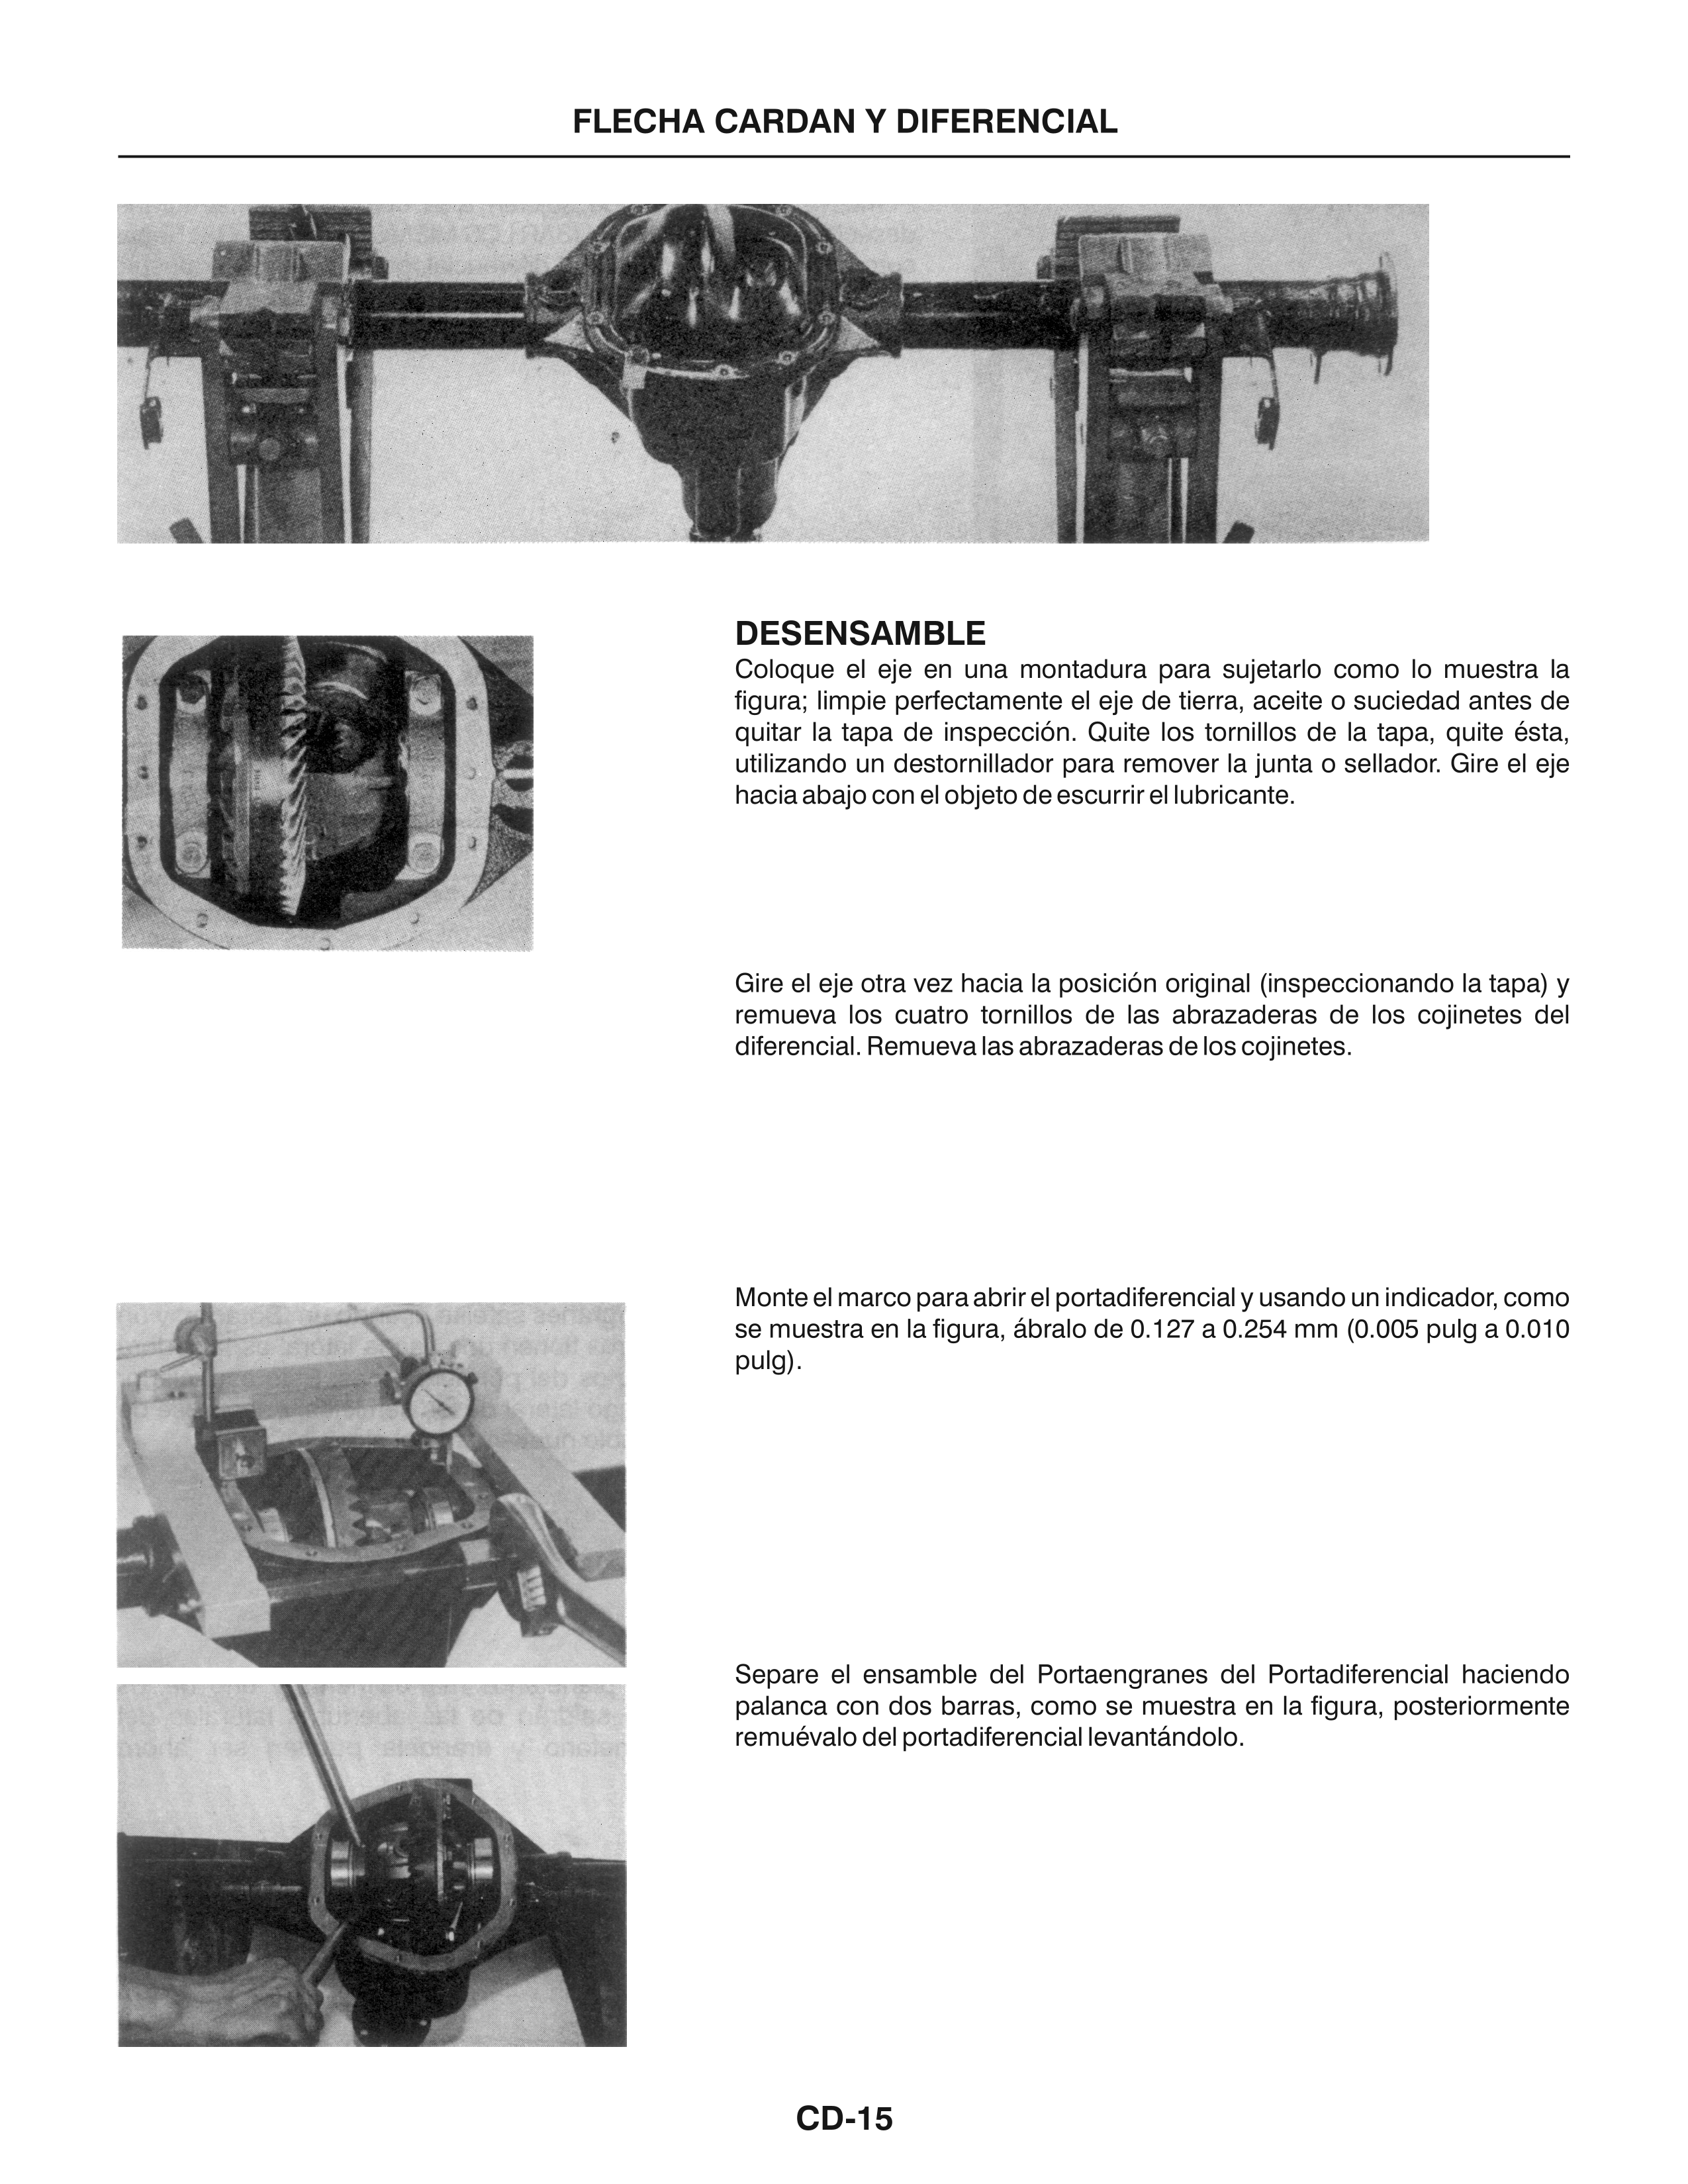 FLECHA CARDAN Y DIFERENCIAL
DESENSAMBLE
Coloque el eje en una montadura para sujetarlo como lo muestra la
figura; limpie perfectamente el eje de tierra, aceite o suciedad antes de
quitar la tapa de inspección. Quite los tornillos de la tapa, quite ésta,
utilizando un destornillador para remover la junta o sellador. Gire el eje
hacia abajo con el objeto de escurrir el lubricante.
Gire el eje otra vez hacia la posición original (inspeccionando la tapa) y
remueva los cuatro tornillos de las abrazaderas de los cojinetes del
diferencial. Remueva las abrazaderas de los cojinetes.
Monte el marco para abrir el portadiferencial y usando un indicador, como
se muestra en la figura, ábralo de 0.127 a 0.254 mm (0.005 pulg a 0.010
pulg).
Separe el ensamble del Portaengranes del Portadiferencial haciendo
palanca con dos barras, como se muestra en la figura, posteriormente
remuévalo del portadiferencial levantándolo.
CD-15